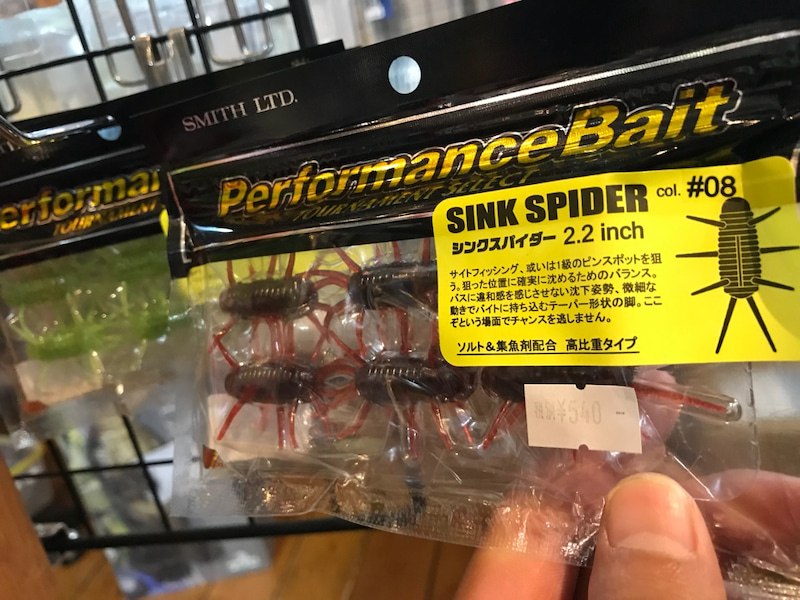 SMITH LTD.
PerformanceBait
TOURNAMENT SELECT
SINK SPIDER col. #08
シンクスパイダー 2.2 inch
サイトフィッシング、或いは1級のピンスポットを狙
う。狙った位置に確実に沈めるためのバランス。
バスに違和感を感じさせない沈下姿勢、微細な
動きでバイトに持ち込むテーパー形状の脚。ここ
ぞという場面でチャンスを逃しません。
ソルト＆集魚剤配合 高比重タイプ
540
erforma
TOURNAMENT